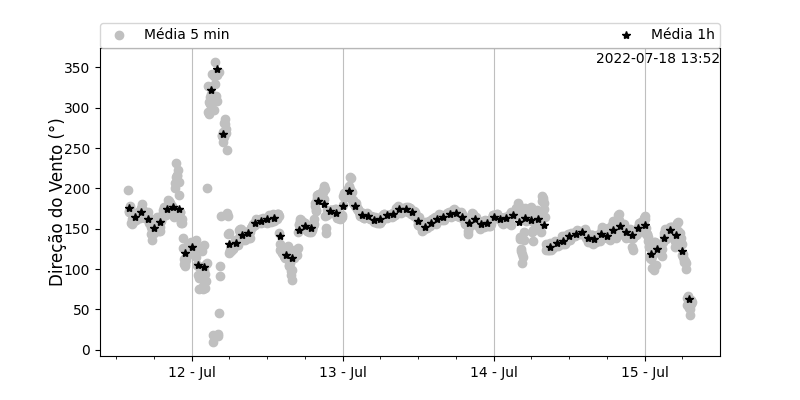 Média 5 min
Média 1h
2022-07-18 13:52
Direção do Vento (°)
350
300
250
200
150
100
50
0
12 - Jul
13 - Jul
14 - Jul
15 - Jul